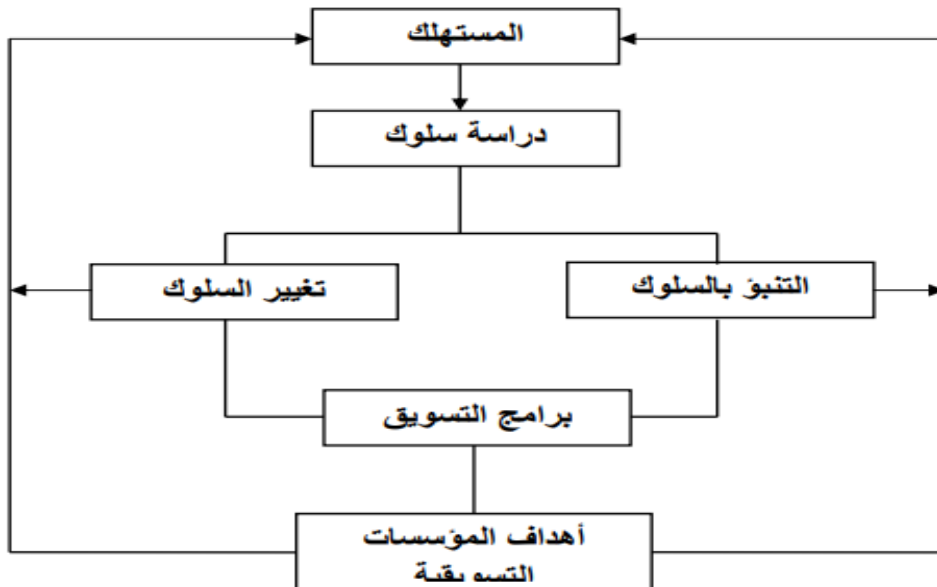 المستهلك
دراسة سلوك
التنبؤ بالسلوك
تغيير السلوك
برامج التسويق
أهداف المؤسسات
التسويقية